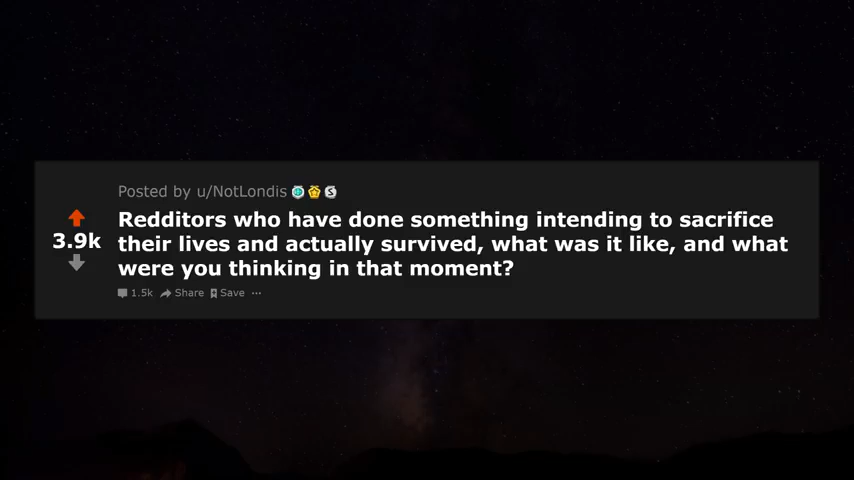 Posted by u/NotLondis
Redditors who have done something intending to sacrifice
3.9k their lives and actually survived, what was it like, and what
were you thinking in that moment?
1.5k Share Save ...